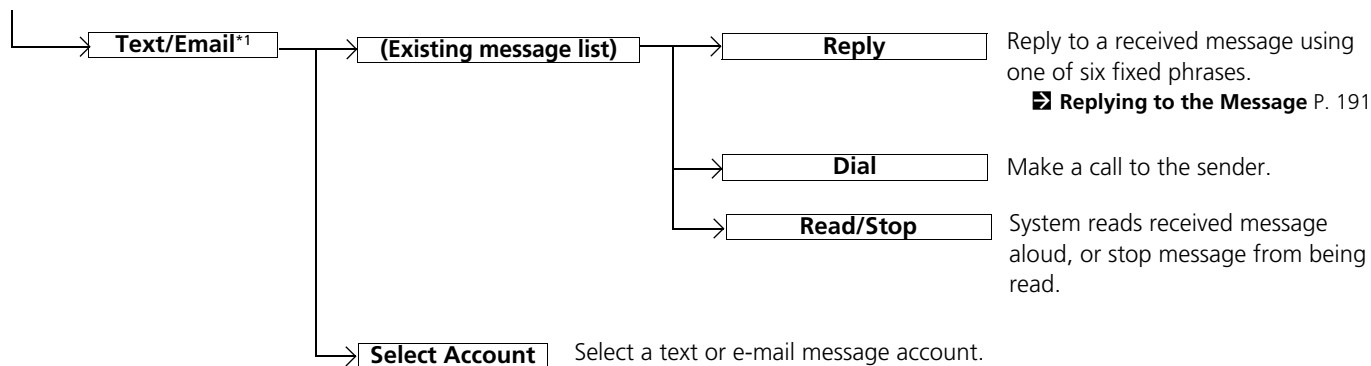 Text/Email*1
(Existing message list)
Reply
Reply to a received message using
one of six fixed phrases.
Replying to the Message P. 191
Dial
Make a call to the sender.
Read/Stop
System reads received message
aloud, or stop message from being
read.
Select Account
Select a text or e-mail message account.